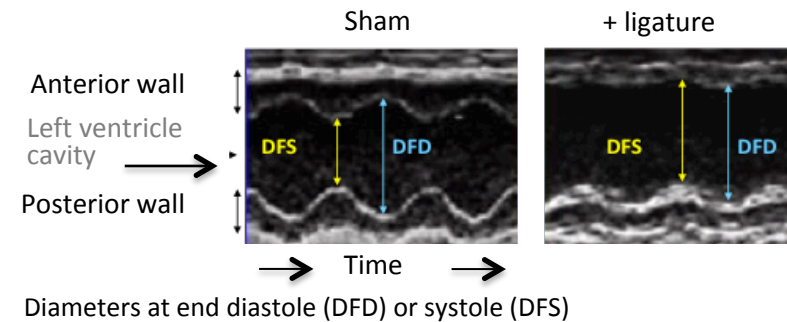 Sham
+ ligature
Anterior wall
Left ventricle
cavity
Posterior wall
DFS
DFD
DFS
DFD
Time
Diameters at end diastole (DFD) or systole (DFS)